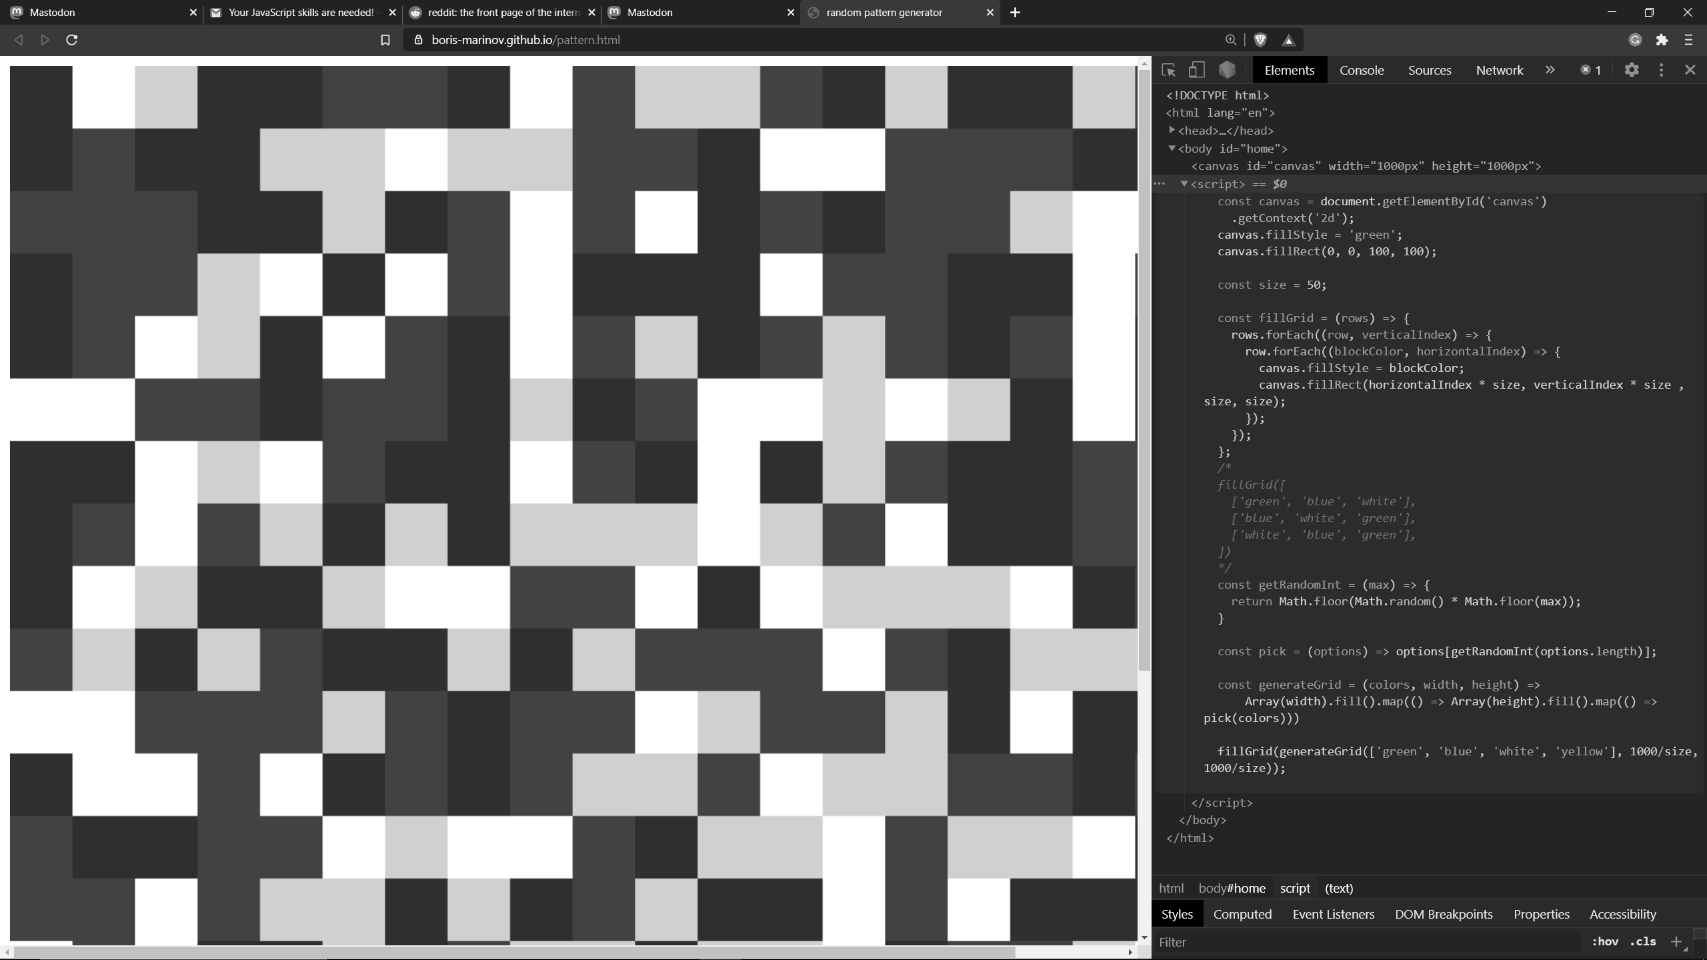 Mastodon
Your JavaScript skills are needed!
reddit: the front page of the intern
Mastodon
random pattern generator
boris-marinov.github.io/pattern.html
Elements Console Sources Network 1
<!DOCTYPE html>
<html lang="en">
<head>…</head>
<body id="home">
<canvas id="canvas" width="1000px" height="1000px">
<script> == $0
const canvas = document.getElementById('canvas')
.getContext('2d');
canvas.fillStyle = 'green';
canvas.fillRect(0, 0, 100, 100);
const size = 50;
const fillGrid = (rows) => {
rows.forEach((row, verticalIndex) => {
row.forEach((blockColor, horizontalIndex) => {
canvas.fillStyle = blockColor;
canvas.fillRect(horizontalIndex * size, verticalIndex * size ,
size, size);
});
});
};
/*
fillGrid([
['green', 'blue', 'white'],
['blue', 'white', 'green'],
['white', 'blue', 'green'],
])
*/
const getRandomInt = (max) => {
return Math.floor(Math.random() * Math.floor(max));
}
const pick = (options) => options[getRandomInt(options.length)];
const generateGrid = (colors, width, height) =>
Array(width).fill().map(() => Array(height).fill().map(() =>
pick(colors)))
fillGrid(generateGrid(['green', 'blue', 'white', 'yellow'], 1000/size,
1000/size));
</script>
</body>
</html>
html body#home script (text)
Styles Computed Event Listeners DOM Breakpoints Properties Accessibility
Filter :hov .cls